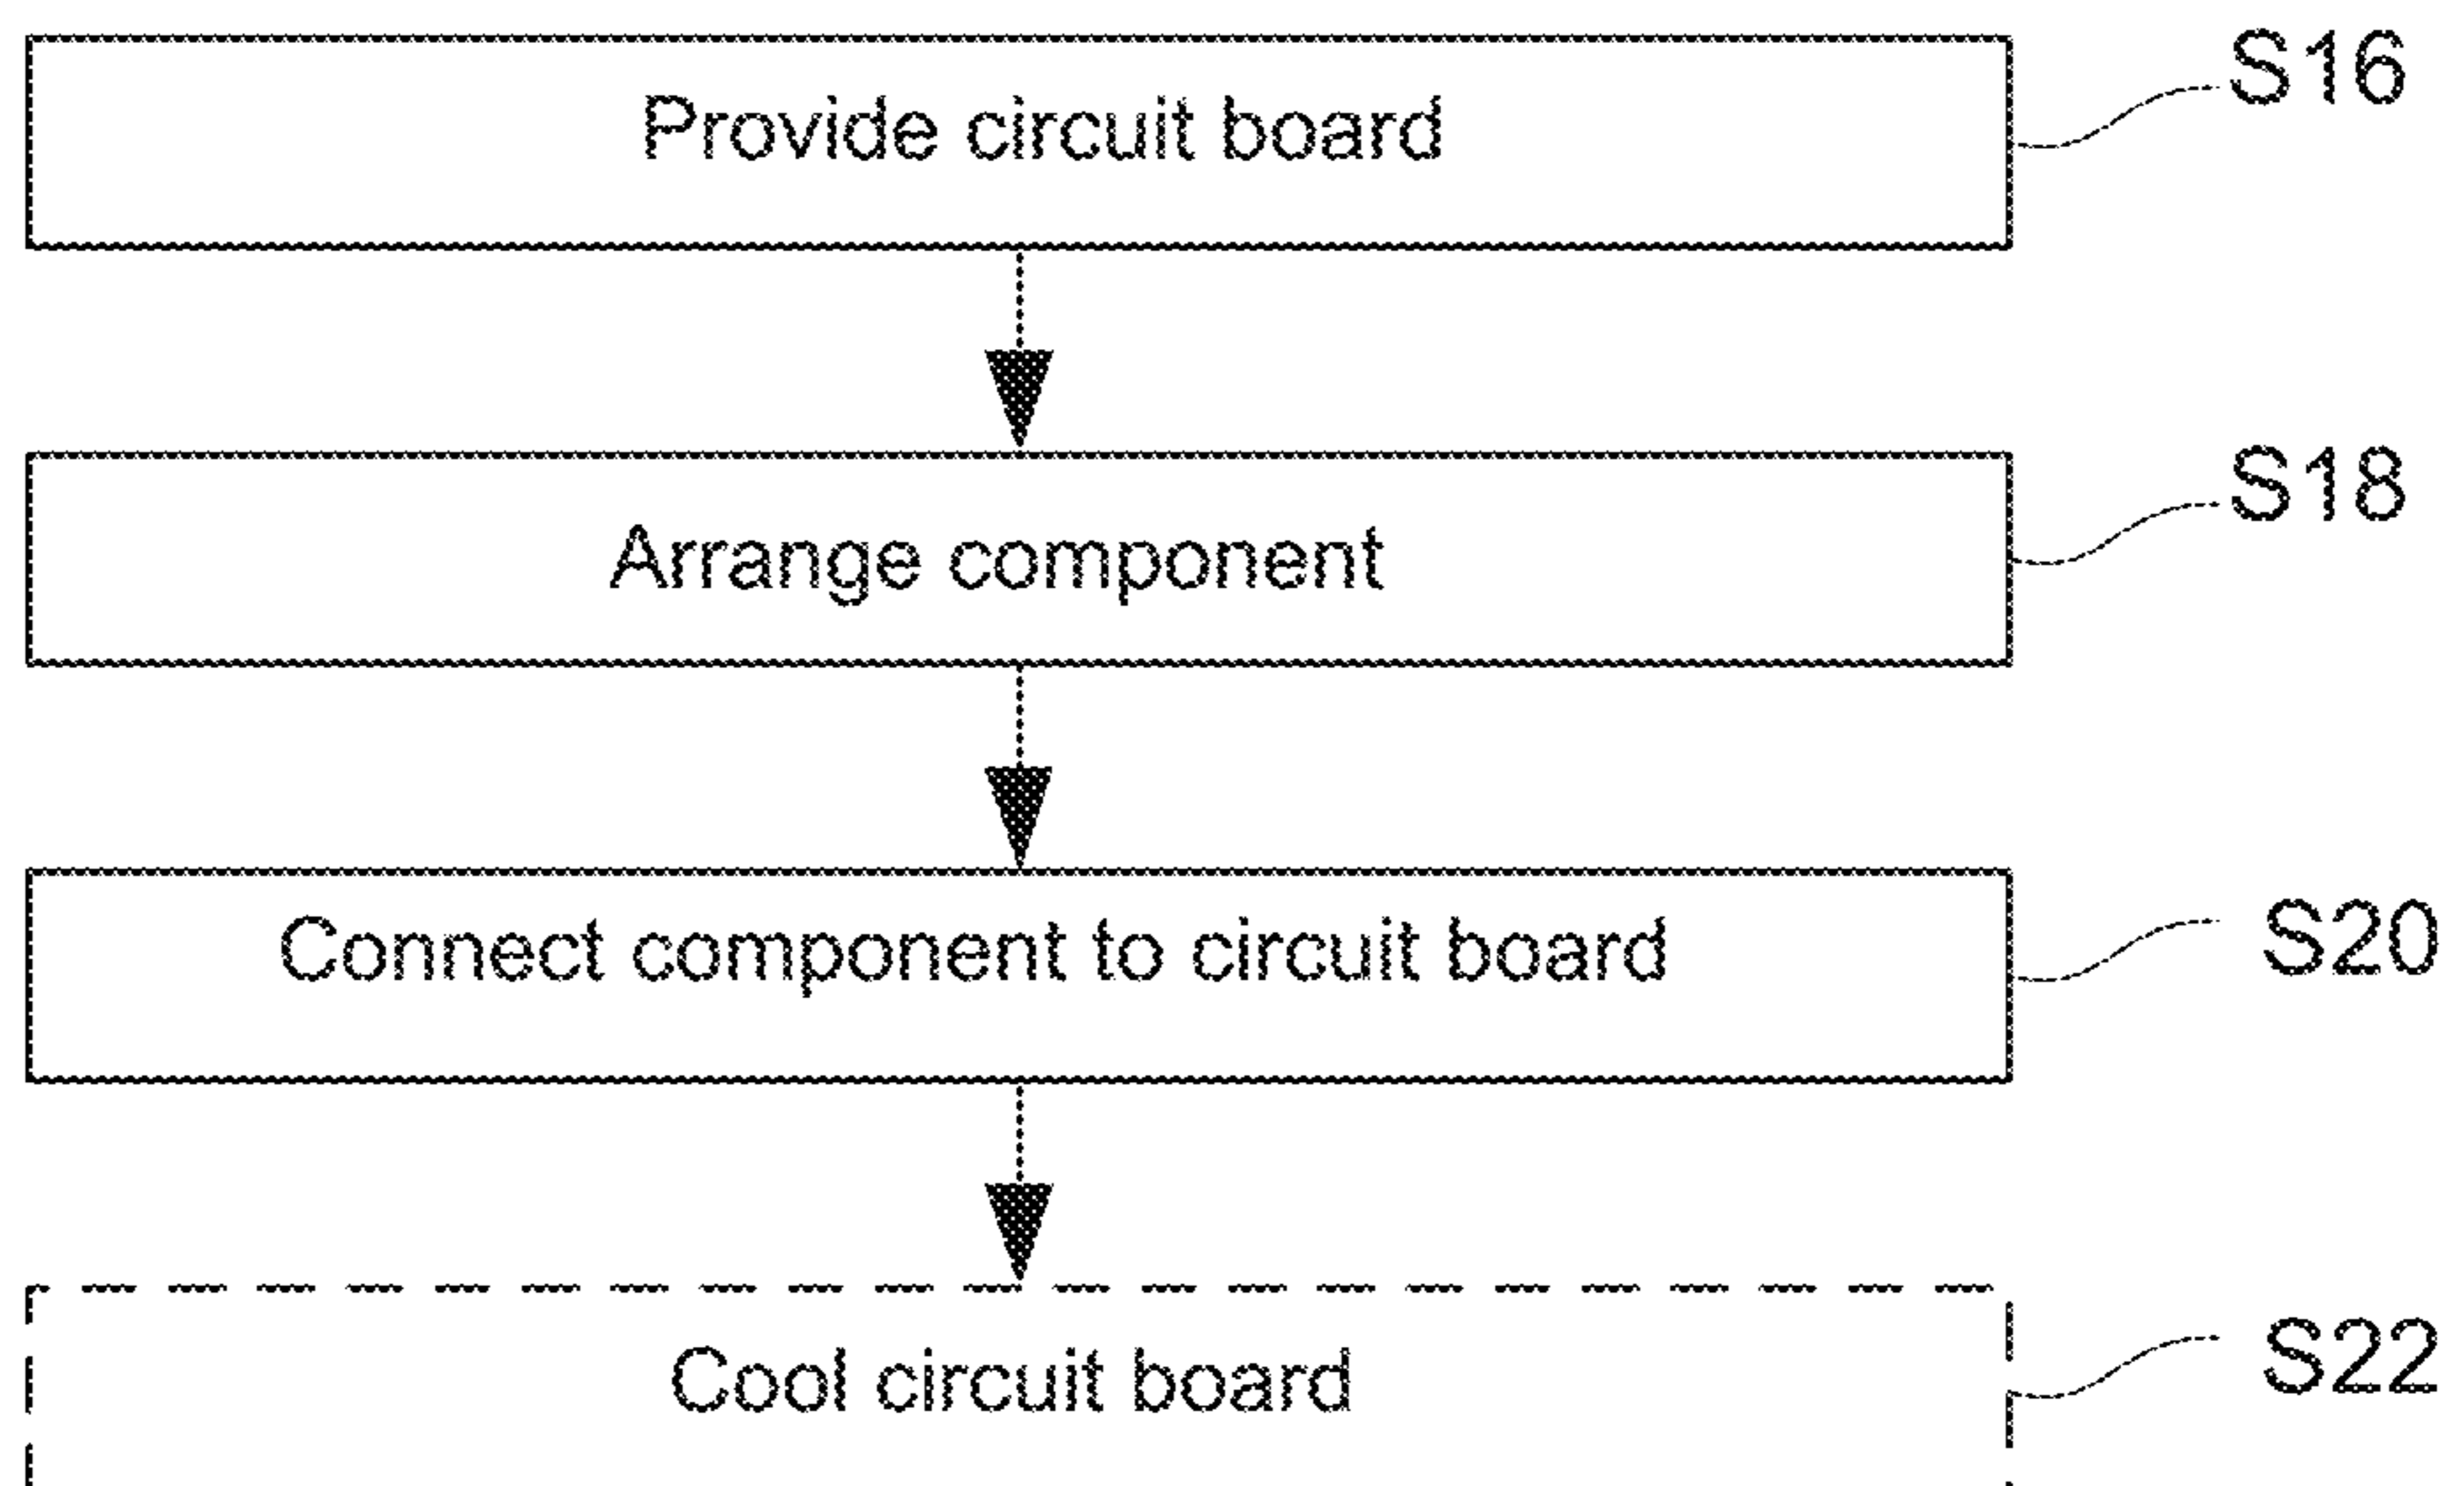 Provide circuit board
S16
Arrange component
S18
Connect component to circuit board
S20
Cool circuit board
S22